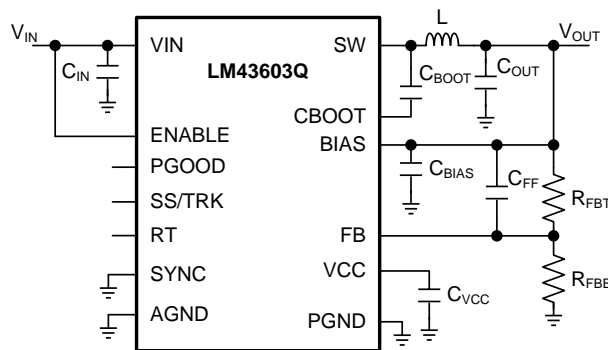 VIN
VIN
SW
L
VOUT
CIN
LM43603Q
CBOOT
COUT
CBOOT
ENABLE
BIAS
PGOOD
CBIAS
CFF
RFBT
SS/TRK
RT
FB
SYNC
VCC
RFBB
CVCC
AGND
PGND